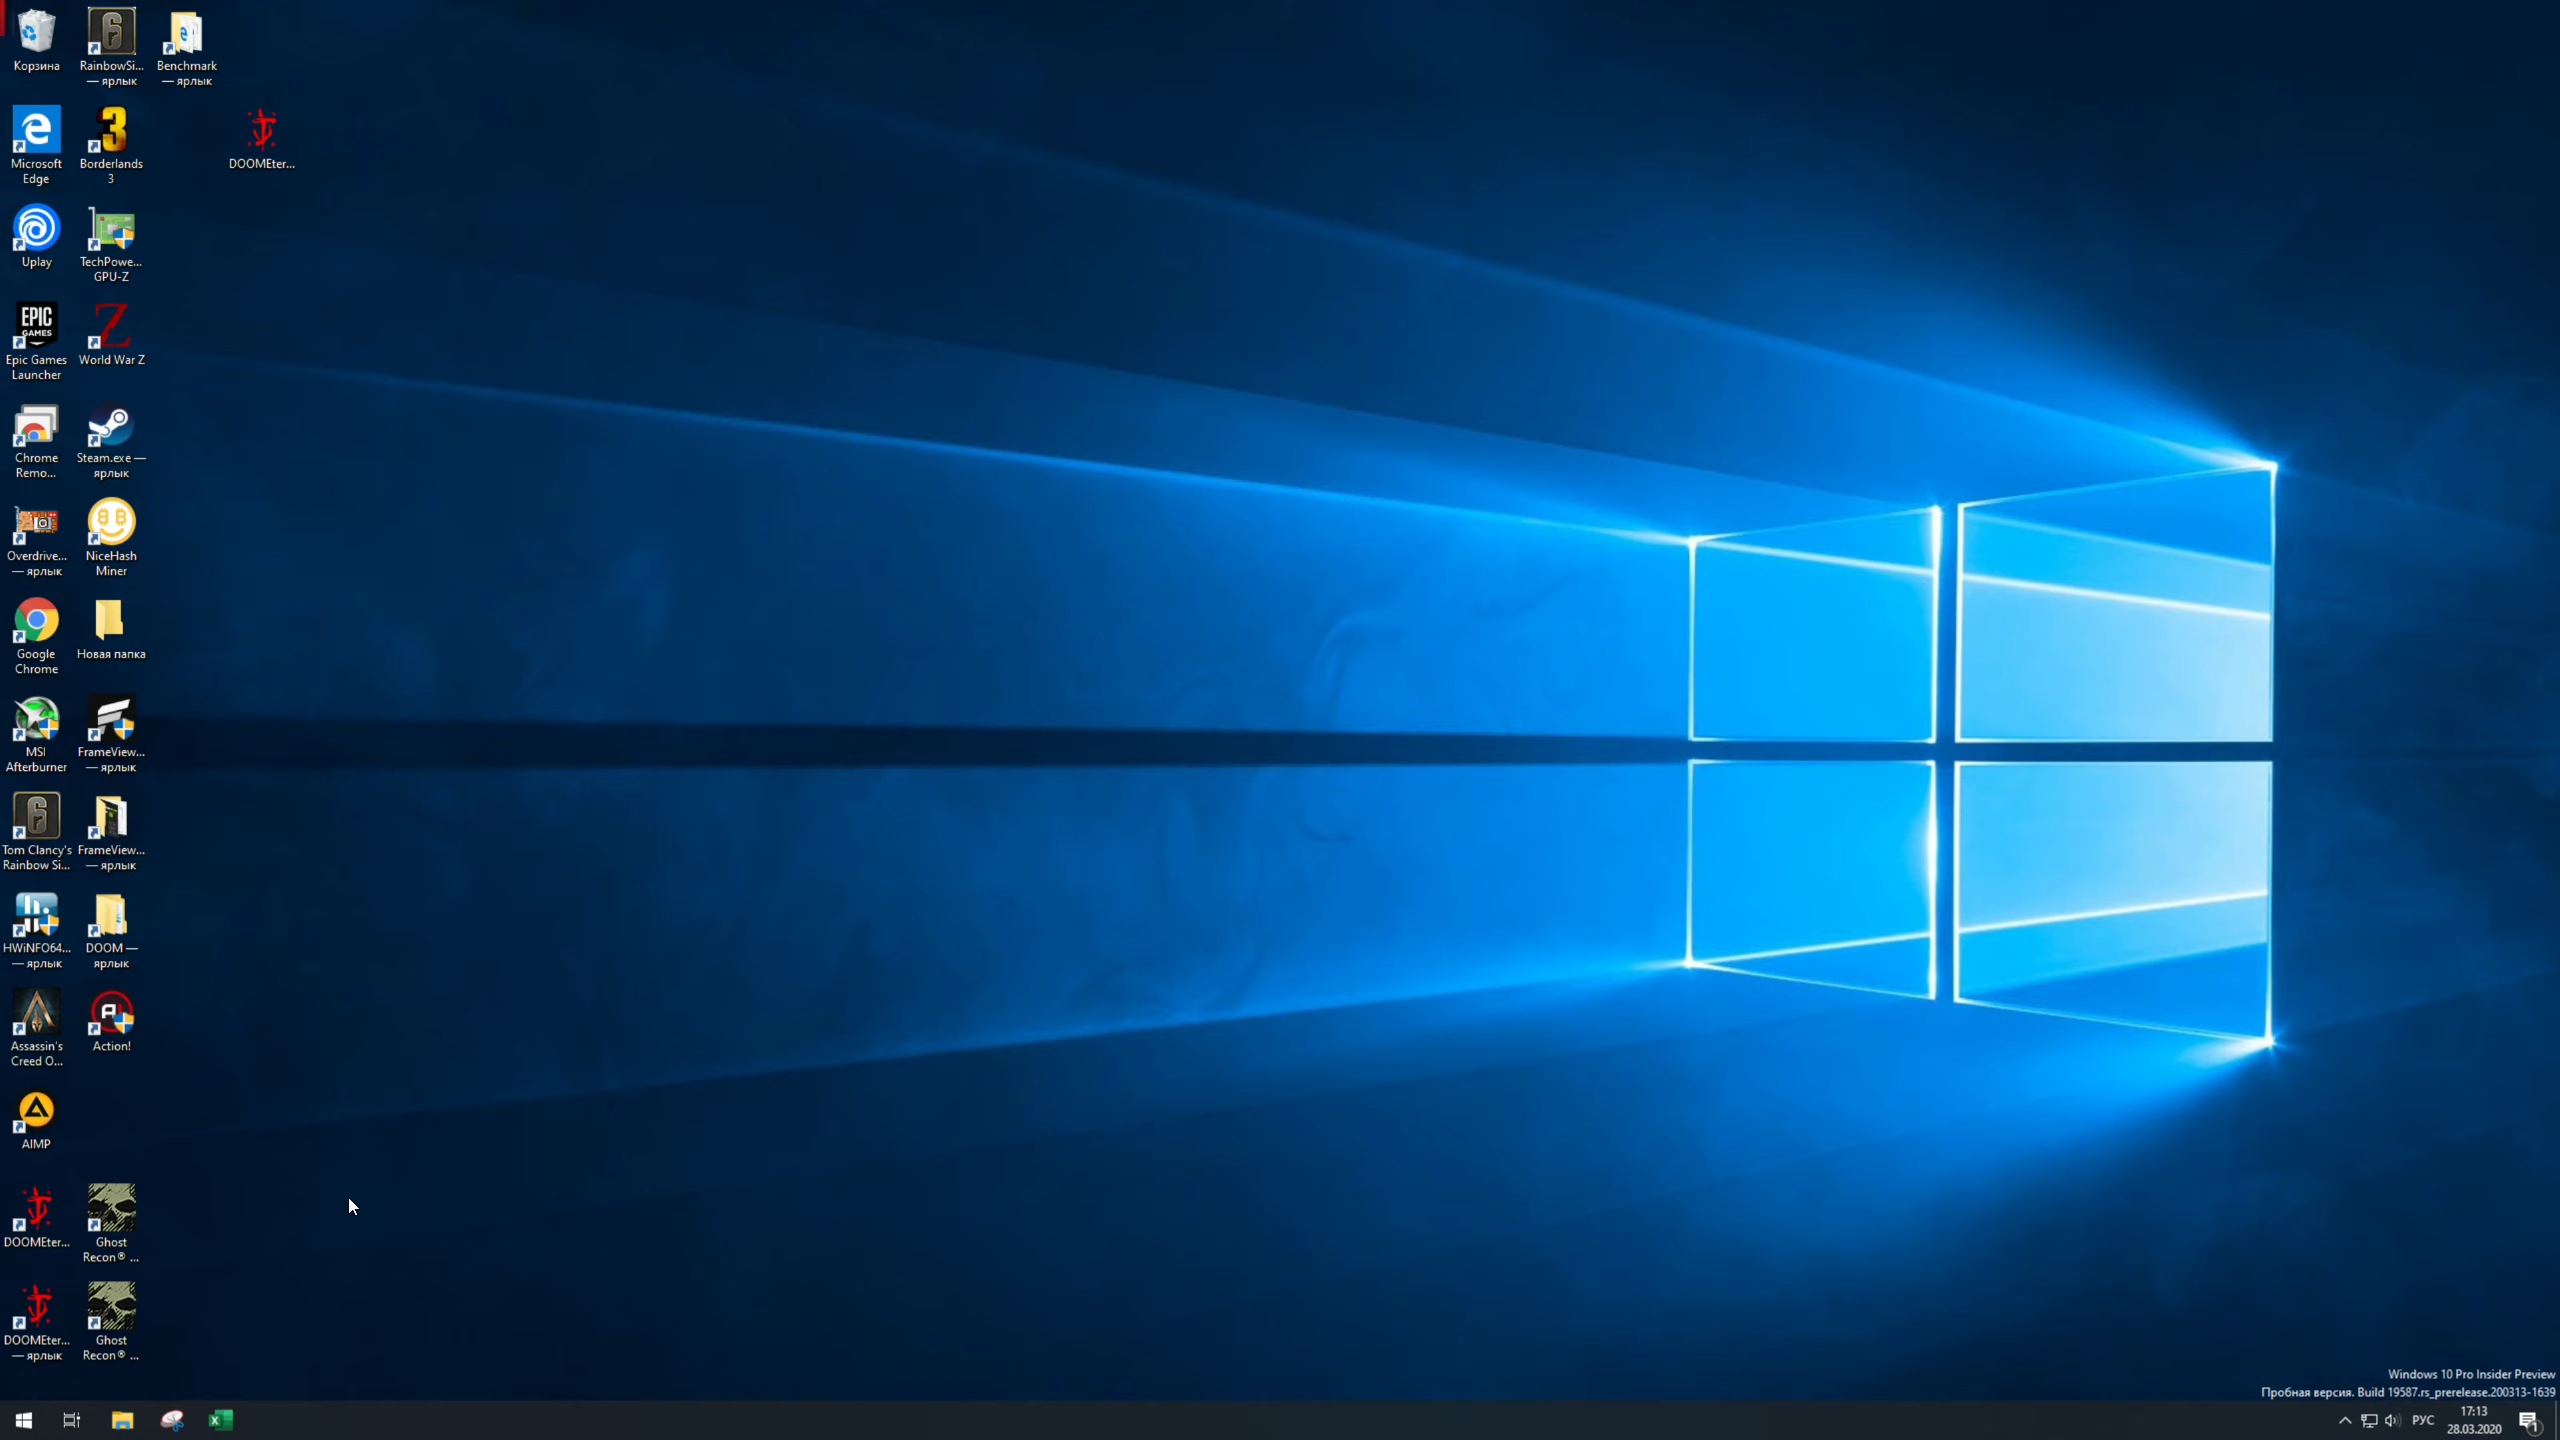 Корзина
RainbowSi...
— ярлык
Benchmark
— ярлык
Microsoft
Edge
Borderlands
3
DOOMEter...
Uplay
TechPowe...
GPU-Z
EPIC
GAMES
Epic Games
Launcher
World War Z
Chrome
Remo...
Steam.exe —
ярлык
Overdrive...
— ярлык
NiceHash
Miner
Google
Chrome
Новая папка
MSI
Afterburner
FrameView...
— ярлык
Tom Clancy's
Rainbow Si...
FrameView...
— ярлык
HWiNFO64...
— ярлык
DOOM —
ярлык
Assassin's
Creed O...
Action!
AIMP
DOOMEter...
Ghost
Recon® ...
DOOMEter...
— ярлык
Ghost
Recon® ...
Windows 10 Pro Insider Preview
Пробная версия. Build 19587.rs_prerelease.200313-1639
РУС
17:13
28.03.2020
1